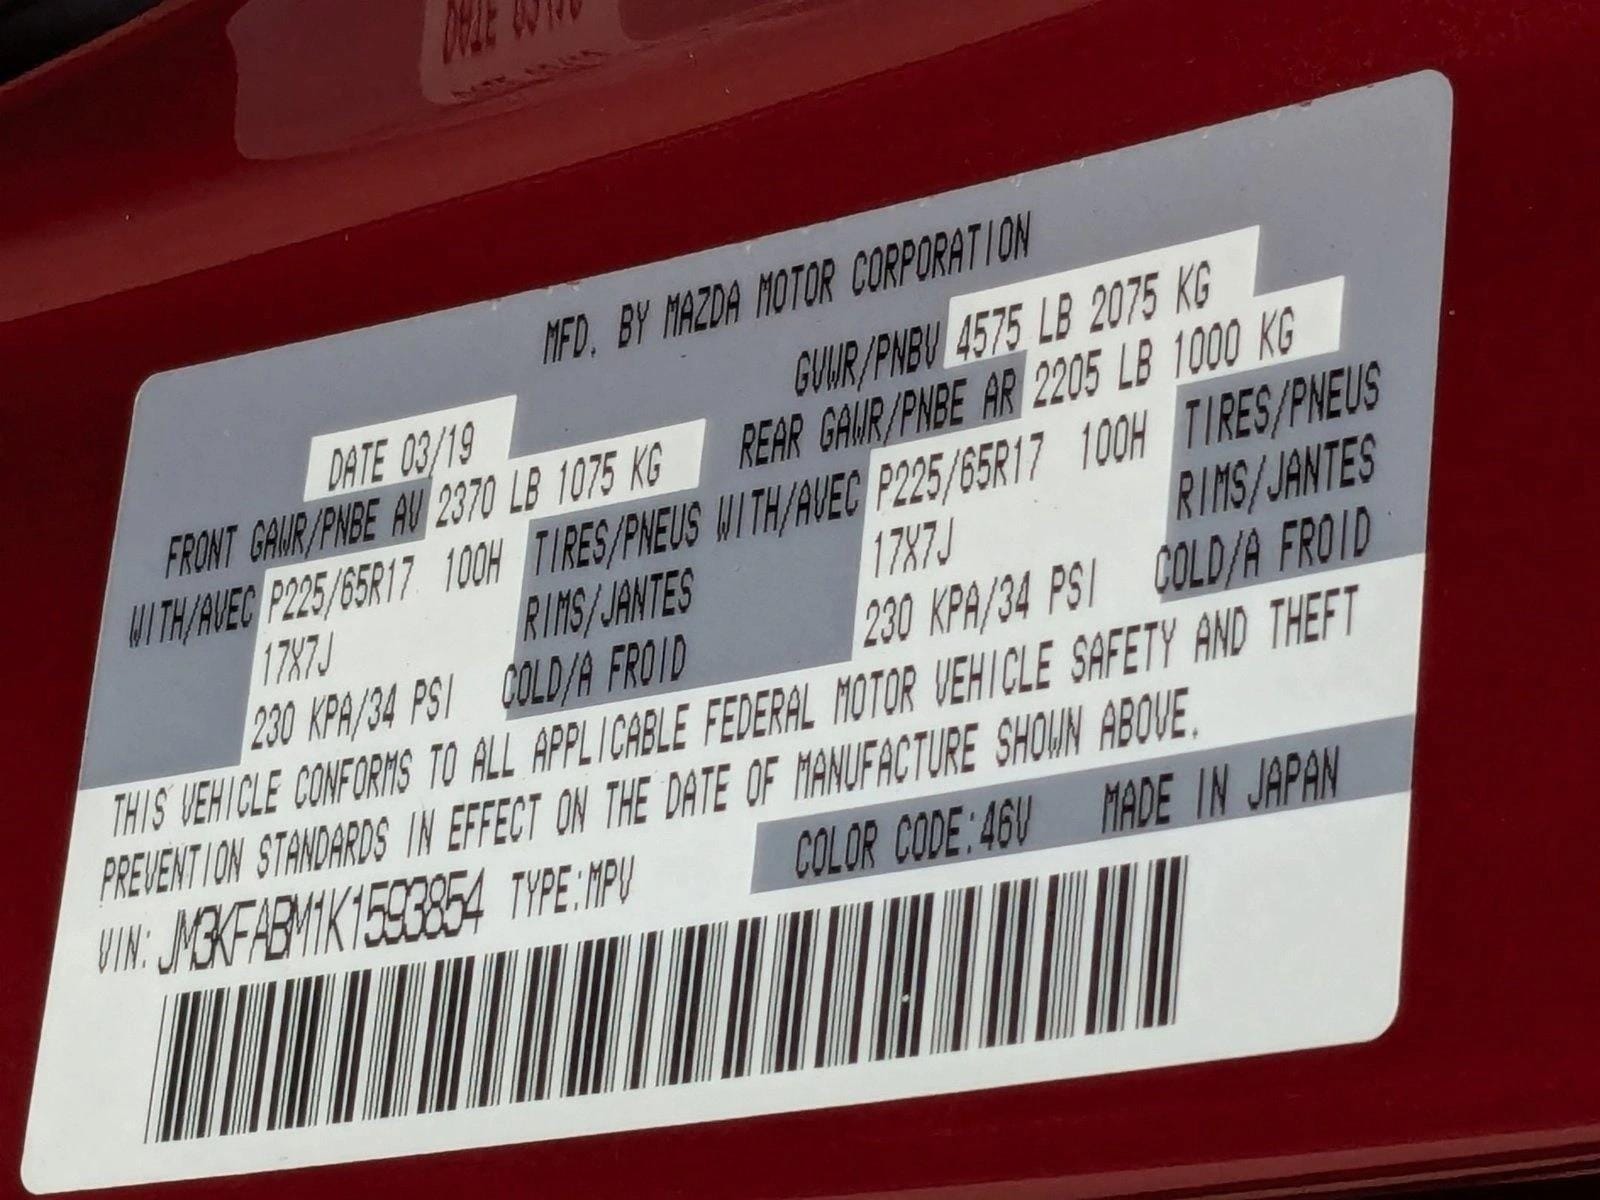 MFD. BY MAZDA MOTOR CORPORATION
GVWR/PNBV 4575 LB 2075 KG
DATE 03/19
FRONT GAWR/PNBE AV 2370 LB 1075 KG REAR GAWR/PNBE AR 2205 LB 1000 KG
WITH/AVEC P225/65R17 100H TIRES/PNEUS WITH/AVEC P225/65R17 100H TIRES/PNEUS
17X7J RIMS/JANTES 17X7J RIMS/JANTES
230 KPA/34 PSI COLD/A FROID 230 KPA/34 PSI COLD/A FROID
THIS VEHICLE CONFORMS TO ALL APPLICABLE FEDERAL MOTOR VEHICLE SAFETY AND THEFT
PREVENTION STANDARDS IN EFFECT ON THE DATE OF MANUFACTURE SHOWN ABOVE.
VIN: JM3KFABM1K1593854 TYPE:MPV COLOR CODE:46V MADE IN JAPAN